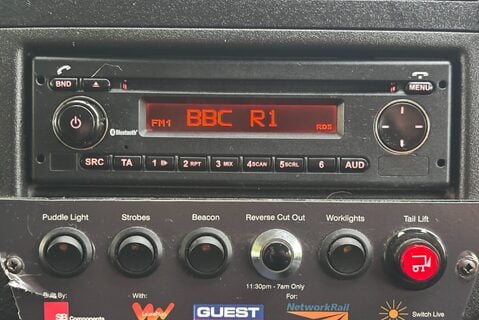 BND
MENU
Bluetooth
FM1 BBC R1 RDS
SRC TA 1 2 RPT 3 MIX 4 SCAN 5 SCRL 6 AUD
Puddle Light Strobes Beacon Reverse Cut Out Worklights Tail Lift
11:30pm - 7am Only
Built By: With: For:
SB Components GUEST NetworkRail Switch Live